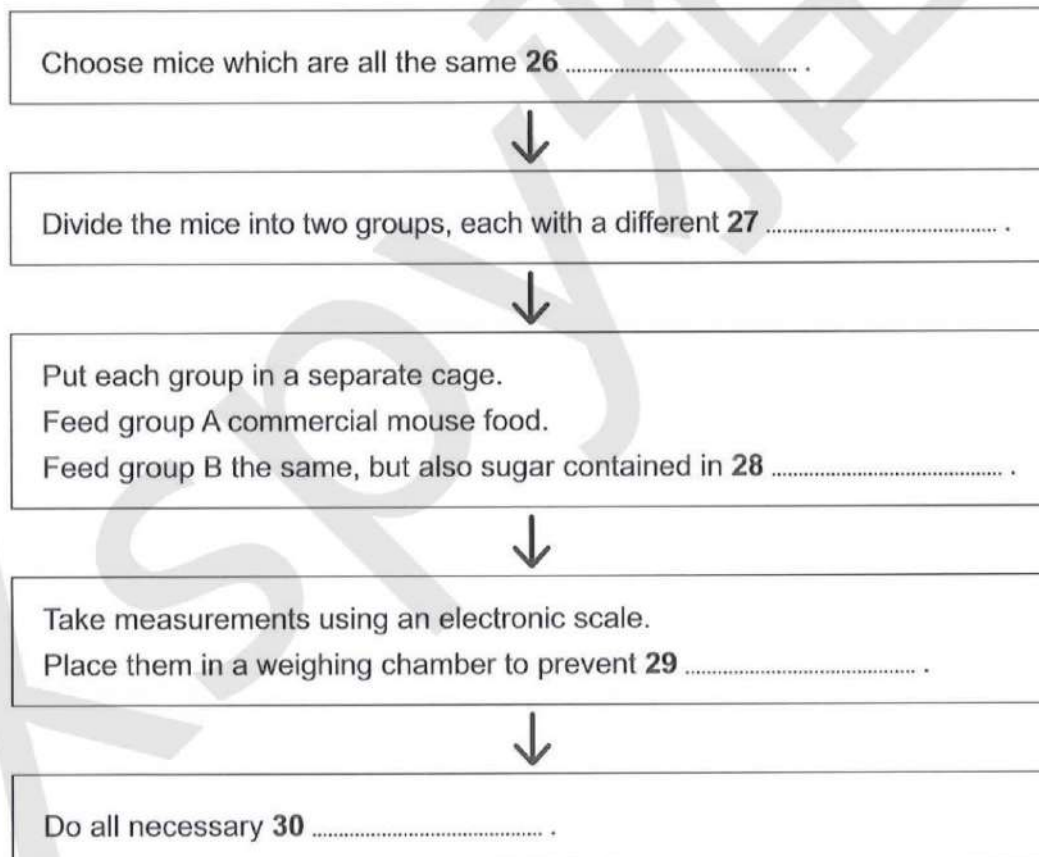 Choose mice which are all the same 26 .................................... .
Divide the mice into two groups, each with a different 27 .................................... .
Put each group in a separate cage.
Feed group A commercial mouse food.
Feed group B the same, but also sugar contained in 28 .................................... .
Take measurements using an electronic scale.
Place them in a weighing chamber to prevent 29 .................................... .
Do all necessary 30 .................................... .